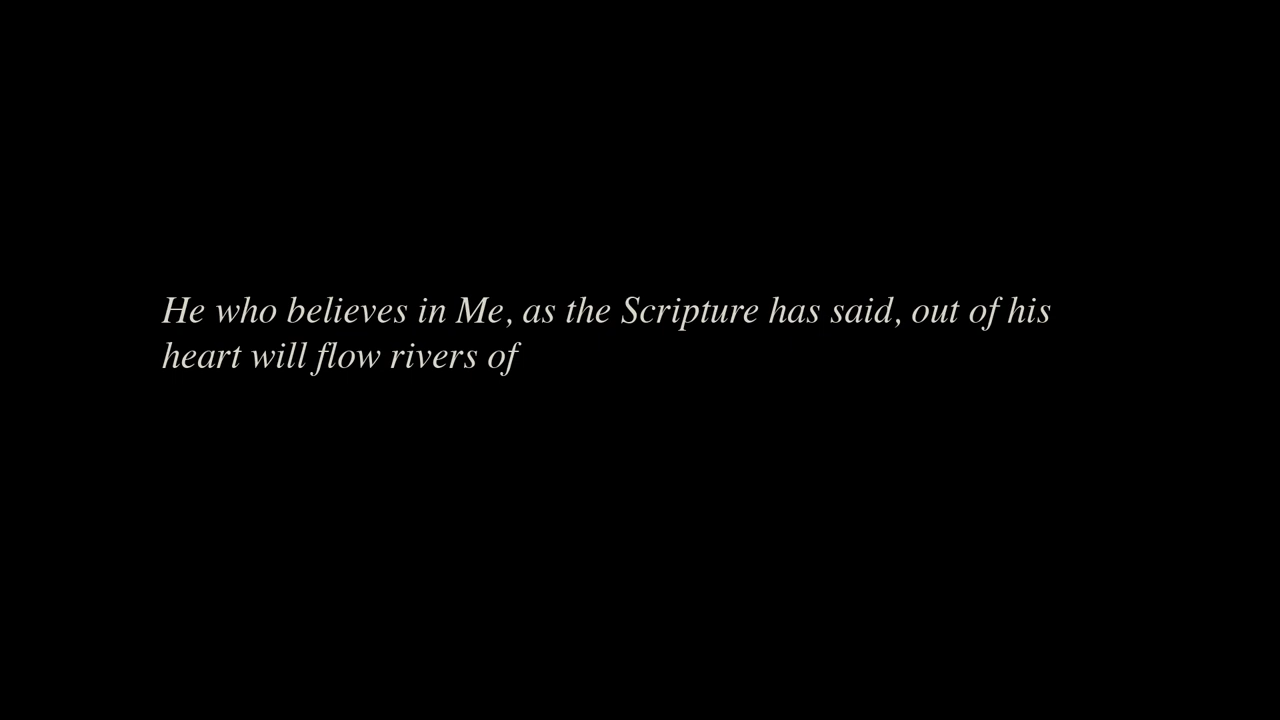 He who believes in Me, as the Scripture has said, out of his
heart will flow rivers of